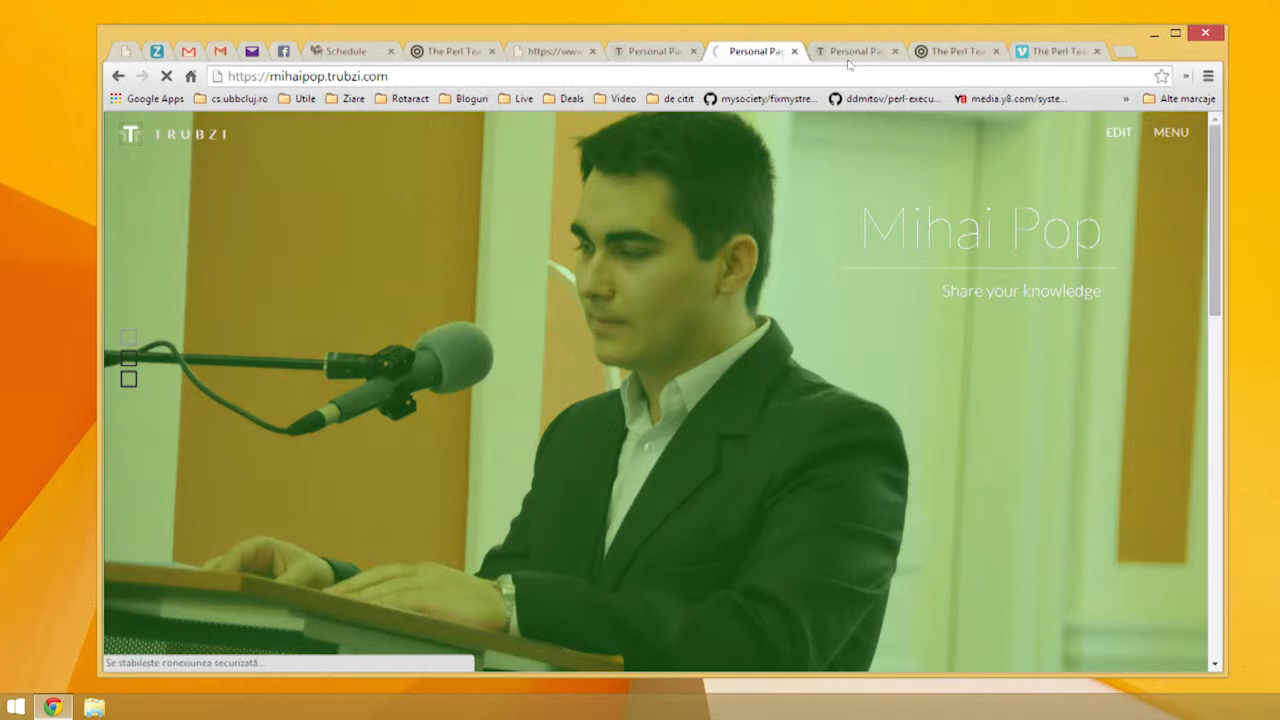 Schedule
The Perl Tea
https://www
Personal Pa
Personal Pa
Personal Pa
The Perl Tea
The Perl Tea
https://mihaipop.trubzi.com
Google Apps
cs.ubbcluj.ro
Utile
Ziare
Rotaract
Bloguri
Live
Deals
Video
de citit
mysociety/fixmystre...
ddmitov/perl-execu...
media.y8.com/syste...
»
Alte marcaje
T TRUBZI
EDIT
MENU
Mihai Pop
Share your knowledge
Se stabilește conexiunea securizată...